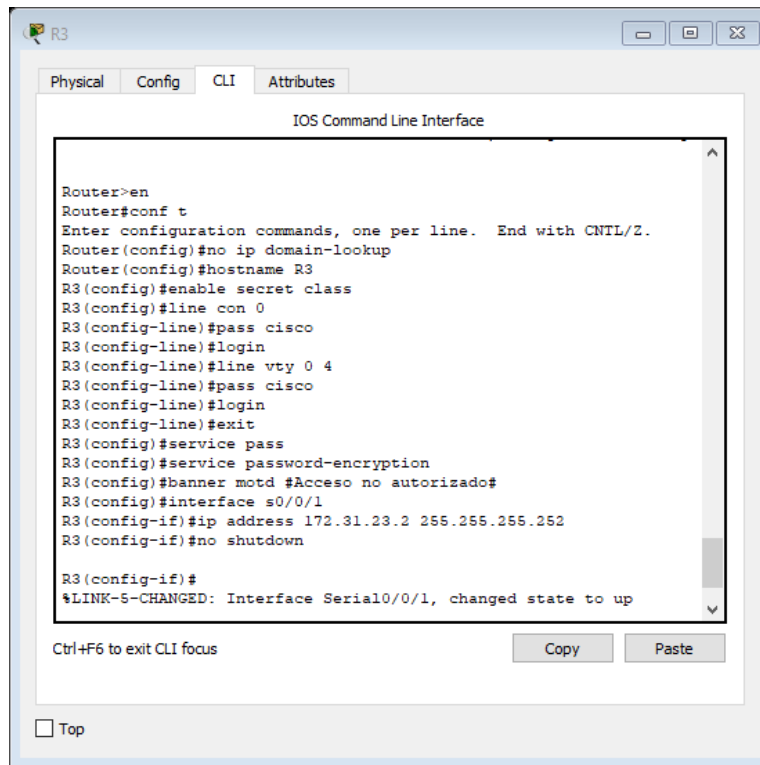 R3
Physical Config CLI Attributes
IOS Command Line Interface
Router>en
Router#conf t
Enter configuration commands, one per line.  End with CNTL/Z.
Router(config)#no ip domain-lookup
Router(config)#hostname R3
R3(config)#enable secret class
R3(config)#line con 0
R3(config-line)#pass cisco
R3(config-line)#login
R3(config-line)#line vty 0 4
R3(config-line)#pass cisco
R3(config-line)#login
R3(config-line)#exit
R3(config)#service pass
R3(config)#service password-encryption
R3(config)#banner motd #Acceso no autorizado#
R3(config)#interface s0/0/1
R3(config-if)#ip address 172.31.23.2 255.255.255.252
R3(config-if)#no shutdown
R3(config-if)#
%LINK-5-CHANGED: Interface Serial0/0/1, changed state to up
Ctrl+F6 to exit CLI focus Copy Paste
Top